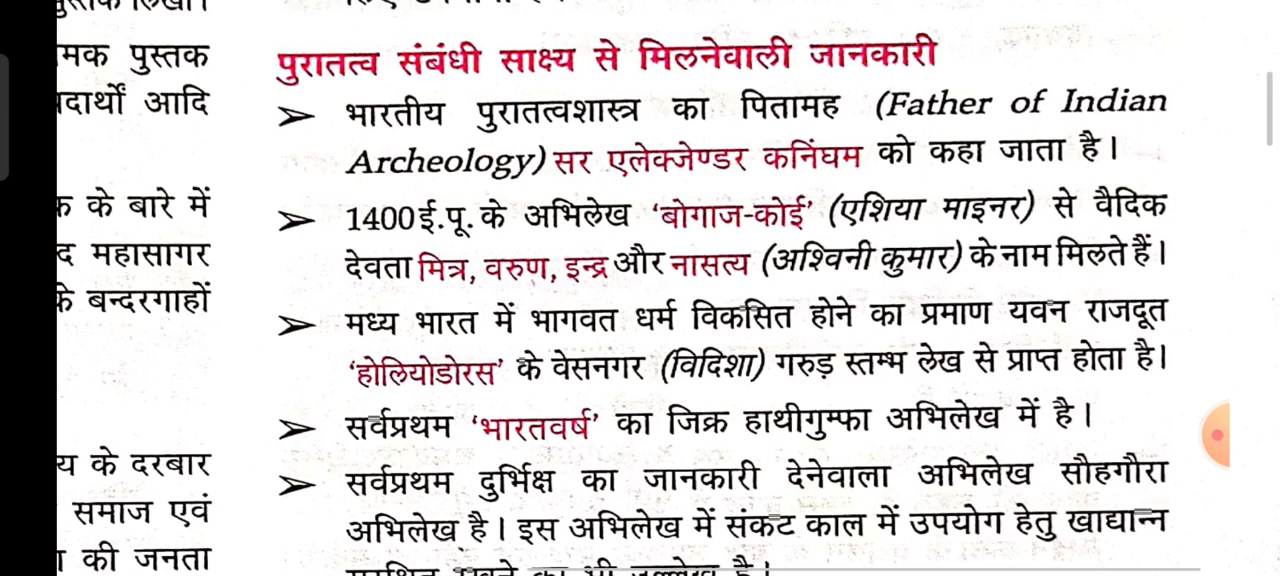 मक पुस्तक
पदार्थों आदि
के बारे में
द महासागर
के बन्दरगाहों
य के दरबार
समाज एवं
की जनता
पुरातत्व संबंधी साक्ष्य से मिलनेवाली जानकारी
➢ भारतीय पुरातत्वशास्त्र का पितामह (Father of Indian
Archeology) सर एलेक्जेण्डर कनिंघम को कहा जाता है।
➢ 1400 ई.पू. के अभिलेख 'बोगाज-कोई' (एशिया माइनर) से वैदिक
देवता मित्र, वरुण, इन्द्र और नासत्य (अश्विनी कुमार) के नाम मिलते हैं।
➢ मध्य भारत में भागवत धर्म विकसित होने का प्रमाण यवन राजदूत
'होलियोडोरस' के वेसनगर (विदिशा) गरुड़ स्तम्भ लेख से प्राप्त होता है।
➢ सर्वप्रथम 'भारतवर्ष' का जिक्र हाथीगुम्फा अभिलेख में है।
➢ सर्वप्रथम दुर्भिक्ष का जानकारी देनेवाला अभिलेख सौहगौरा
अभिलेख है। इस अभिलेख में संकट काल में उपयोग हेतु खाद्यान्न